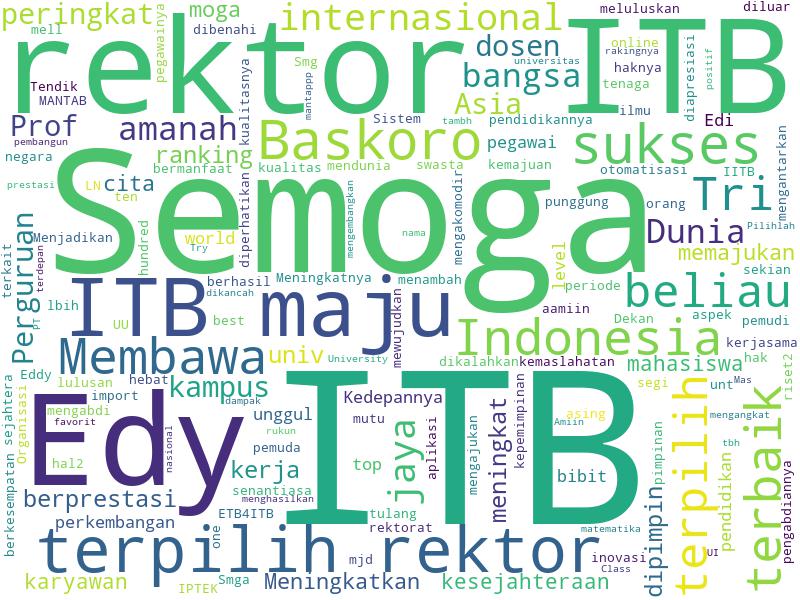 peringkat
moga
internasional
meluluskan
diluar
mell
pegawainya
dibenahi
rektor
ITB
dosen
universitas
online
rakingnya
diapresiasi
positif
bangsa
haknya
tenaga
Smg
mantappp
Tendik
MANTAB
kualitasnya
Asia
ilmu
Prof
pembangun
amanah
Sistem
tambh
pendidikannya
Edi
Baskoro
pegawai
sukses
negara
ranking
bermanfaat
kualitas
mendunia
swasta
kemajuan
otomatisasi
IITB
mengantarkan
prestasi
LN
cita
ten
Semoga
diperhatikan
mengembangkan
mengakomodir
punggung
orang
Tri
Pilihlah
Perguruan
Menjadikan
hundred
world
Try
nama
Dunia
terkait
terdepan
level
memajukan
sekian
berhasil
Meningkatnya
menambah
periode
beliau
dikancah
lbih
ITB
maju
mewujudkan
aamiin
Dekan
aspek
pemudi
PT
UU
best
Indonesia
kerjasama
Membawa
univ
University
dikalahkan
kemaslahatan
mahasiswa
hak
riset2
Eddy
lulusan
hebat
import
kampus
dampak
ITB
segi
unt
Mas
berkesempatan
sejahtera
Organisasi
mengabdi
favorit
Edy
nasional
unggul
Kedepannya
mutu
jaya
aplikasi
mengajukan
meningkat
kepemimpinan
asing
Amiin
pimpinan
terpilih
mengangkat
terbaik
rukun
pemuda
tbh
hal2
kerja
top
bibit
pendidikan
pengabdiannya
berprestasi
senantiasa
menghasilkan
ETB4ITB
tulang
dipimpin
perkembangan
one
rektorat
matematika
terpilih
rektor
UI
mjd
inovasi
Class
karyawan
IPTEK
Smga
Meningkatkan
kesejahteraan